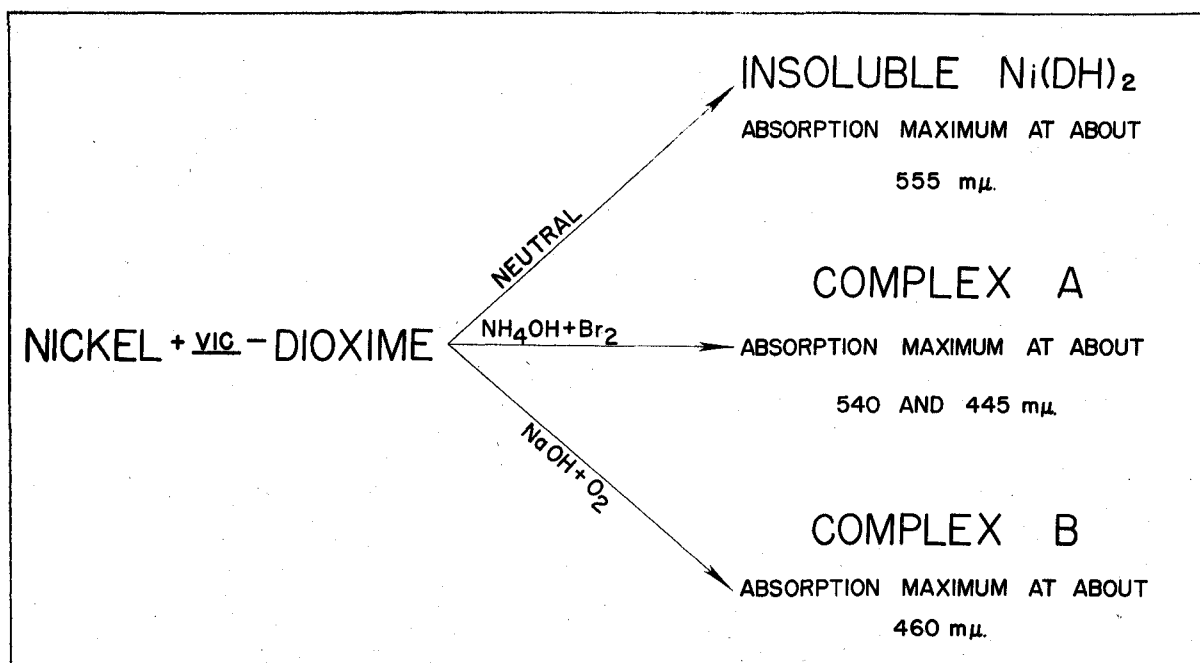 INSOLUBLE Ni(DH)₂
ABSORPTION MAXIMUM AT ABOUT
555 mμ.
NEUTRAL
COMPLEX A
NICKEL + VIC - DIOXIME
NH₄OH+Br₂
ABSORPTION MAXIMUM AT ABOUT
540 AND 445 mμ.
NaOH+O₂
COMPLEX B
ABSORPTION MAXIMUM AT ABOUT
460 mμ.